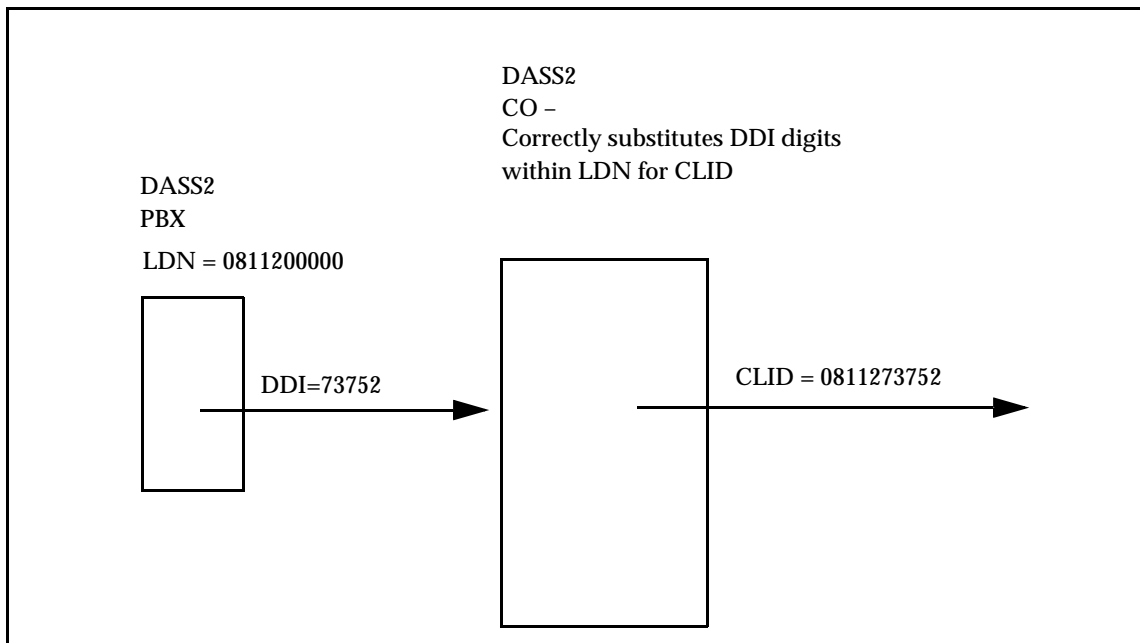 DASS2
CO –
Correctly substitutes DDI digits
within LDN for CLID
DASS2
PBX
LDN = 0811200000
DDI=73752
CLID = 0811273752